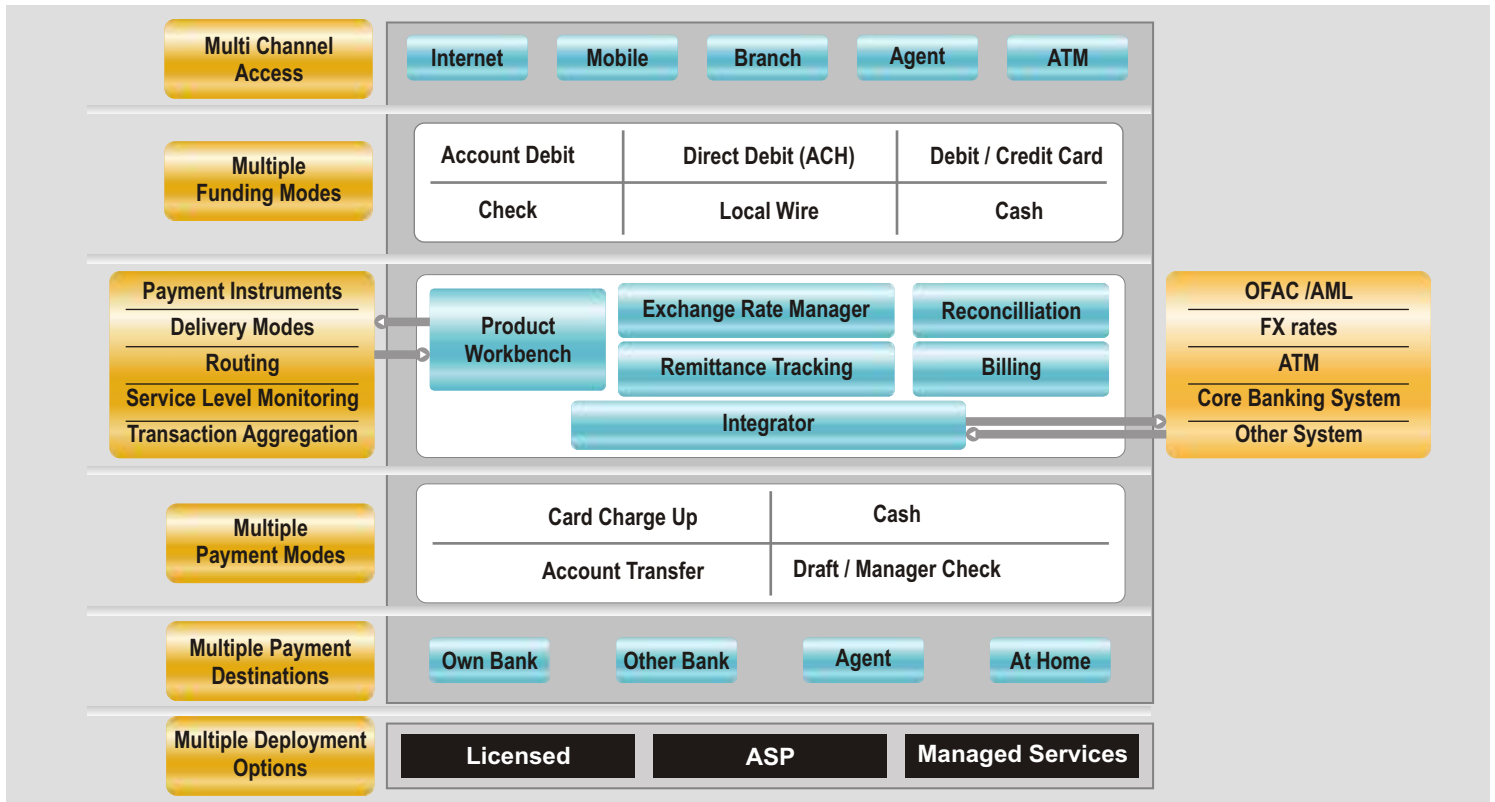 Multi Channel
Access
Internet
Mobile
Branch
Agent
ATM
Multiple
Funding Modes
Account Debit
Direct Debit (ACH)
Debit / Credit Card
Check
Local Wire
Cash
Payment Instruments
Delivery Modes
Routing
Service Level Monitoring
Transaction Aggregation
Product
Workbench
Exchange Rate Manager
Reconcilliation
Remittance Tracking
Billing
Integrator
OFAC /AML
FX rates
ATM
Core Banking System
Other System
Multiple
Payment Modes
Card Charge Up
Cash
Account Transfer
Draft / Manager Check
Multiple Payment
Destinations
Own Bank
Other Bank
Agent
At Home
Multiple Deployment
Options
Licensed
ASP
Managed Services